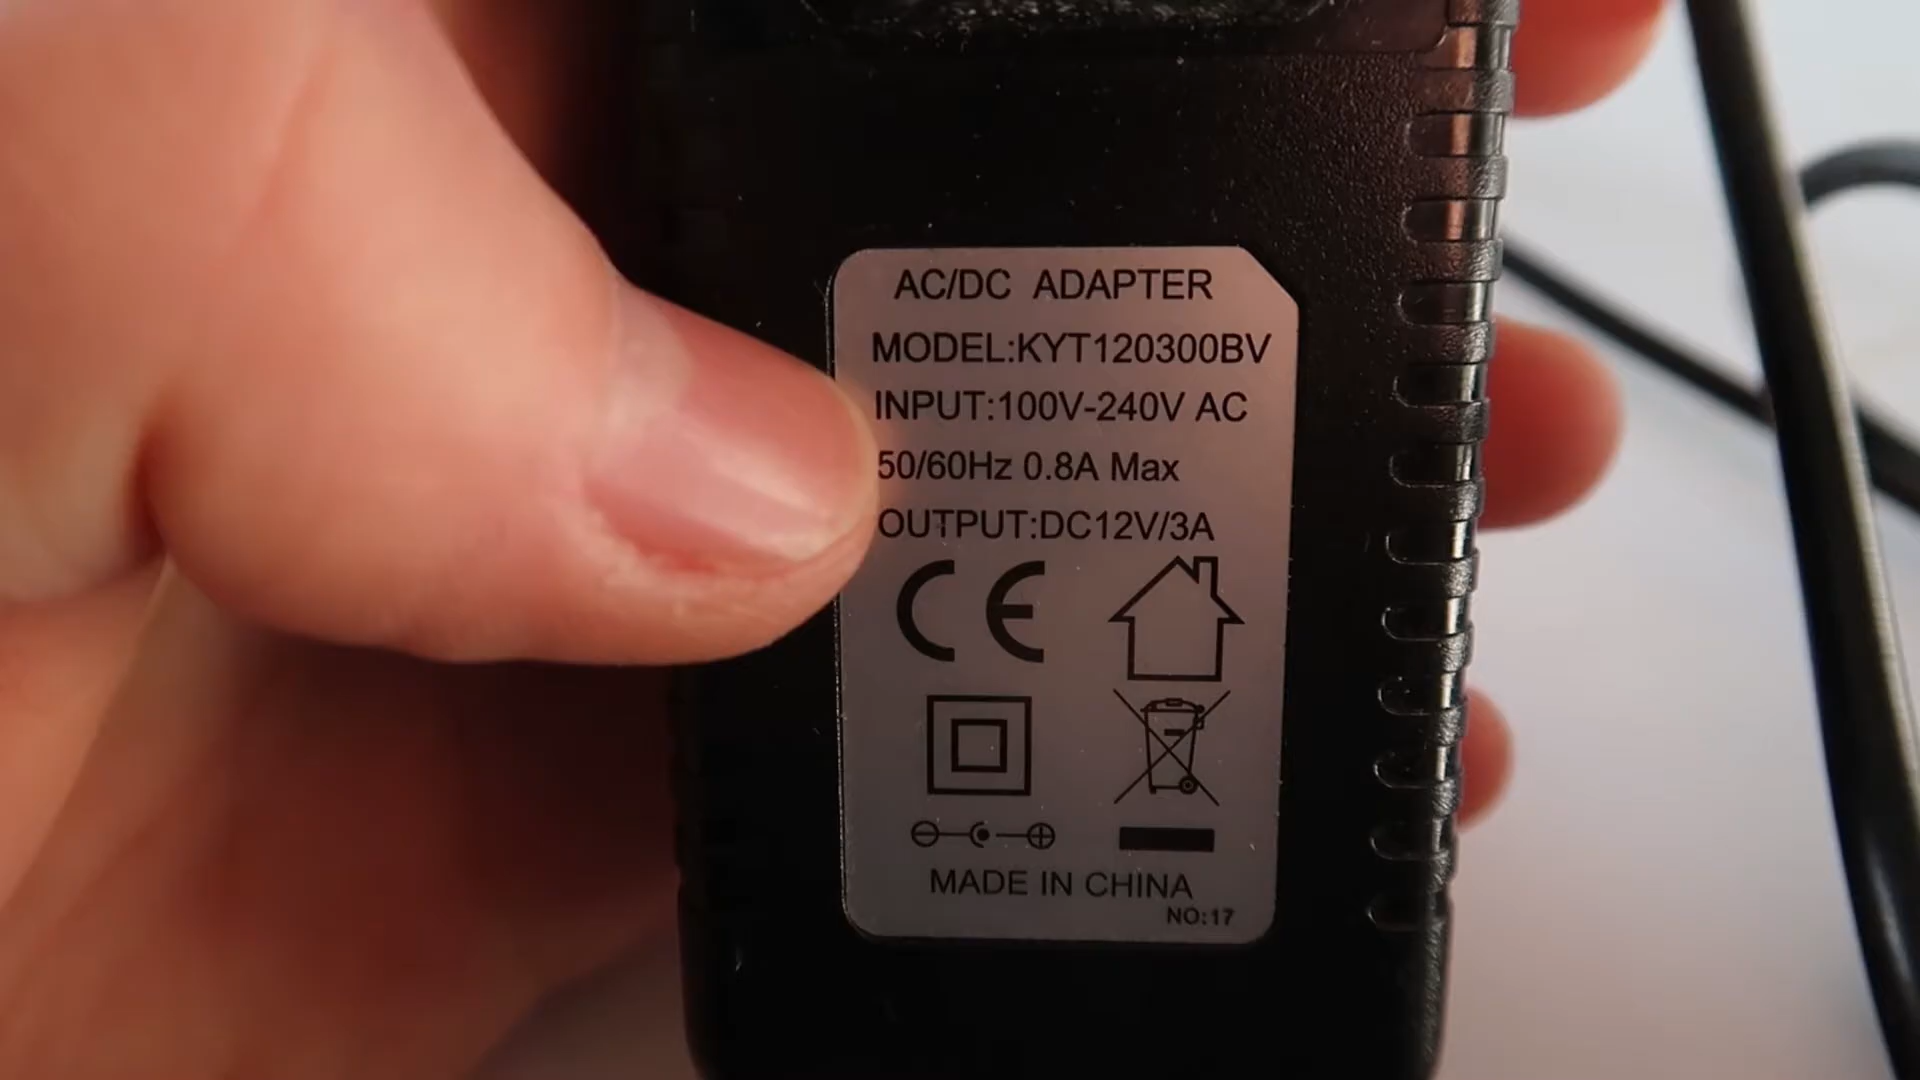 AC/DC ADAPTER
MODEL:KYT120300BV
INPUT:100V-240V AC
50/60Hz 0.8A Max
OUTPUT:DC12V/3A
CE
MADE IN CHINA
NO:17